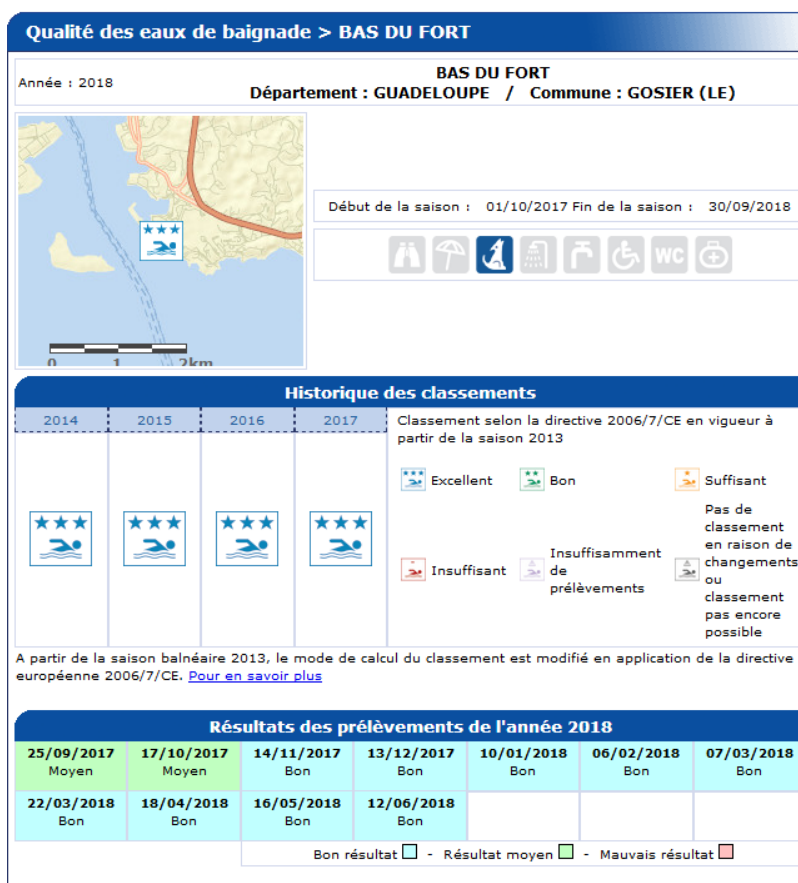 Qualité des eaux de baignade > BAS DU FORT
Année : 2018
BAS DU FORT
Département : GUADELOUPE / Commune : GOSIER (LE)
0 1 2km
Début de la saison : 01/10/2017 Fin de la saison : 30/09/2018
WC
Historique des classements
2014 2015 2016 2017
Classement selon la directive 2006/7/CE en vigueur à
partir de la saison 2013
Excellent
Bon
Suffisant
Insuffisant
Insuffisamment
de
prélèvements
Pas de
classement
en raison de
changements
ou
classement
pas encore
possible
A partir de la saison balnéaire 2013, le mode de calcul du classement est modifié en application de la directive
européenne 2006/7/CE. Pour en savoir plus
Résultats des prélèvements de l'année 2018
25/09/2017 17/10/2017 14/11/2017 13/12/2017 10/01/2018 06/02/2018 07/03/2018
Moyen Moyen Bon Bon Bon Bon Bon
22/03/2018 18/04/2018 16/05/2018 12/06/2018
Bon Bon Bon Bon
Bon résultat - Résultat moyen - Mauvais résultat